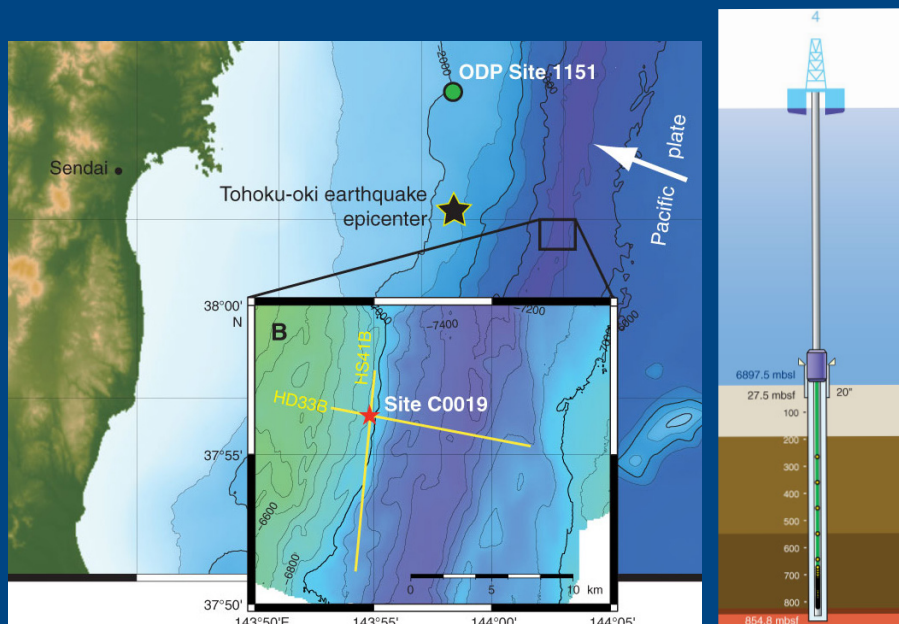 −2000
ODP Site 1151
Sendai
Tohoku-oki earthquake
epicenter
Pacific plate
38°00'
N
B
−7400
−7200
HS41B
HD33B
Site C0019
37°55'
−6600
−6800
0 5 10 km
37°50'
143°50'E
143°55'
144°00'
144°05'
4
6897.5 mbsl
20"
27.5 mbsf
100
200
300
400
500
600
700
800
854.8 mbsf